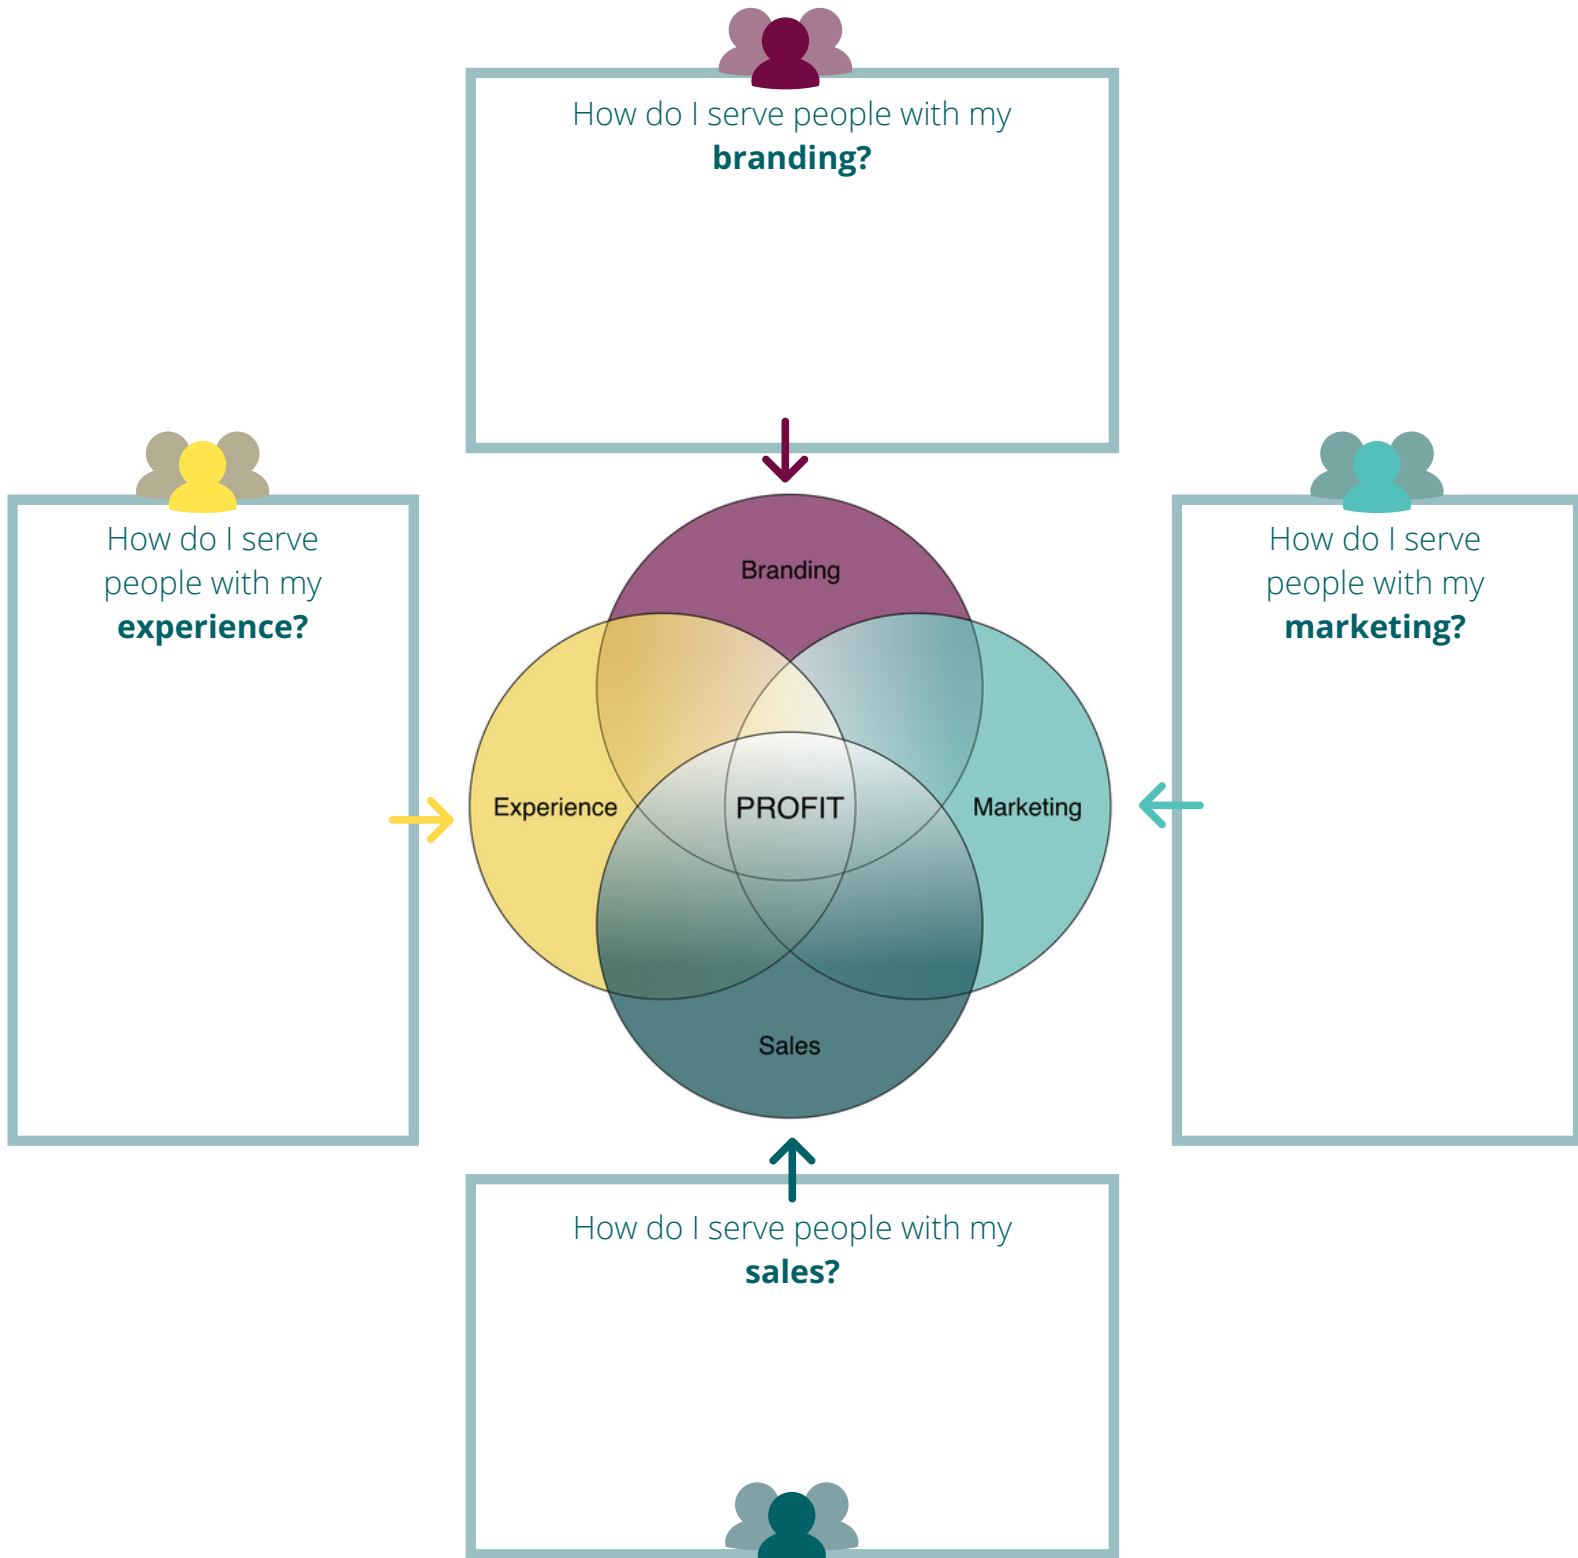 How do I serve people with my
branding?
How do I serve
people with my
experience?
How do I serve
people with my
marketing?
Branding
Experience
PROFIT
Marketing
Sales
How do I serve people with my
sales?